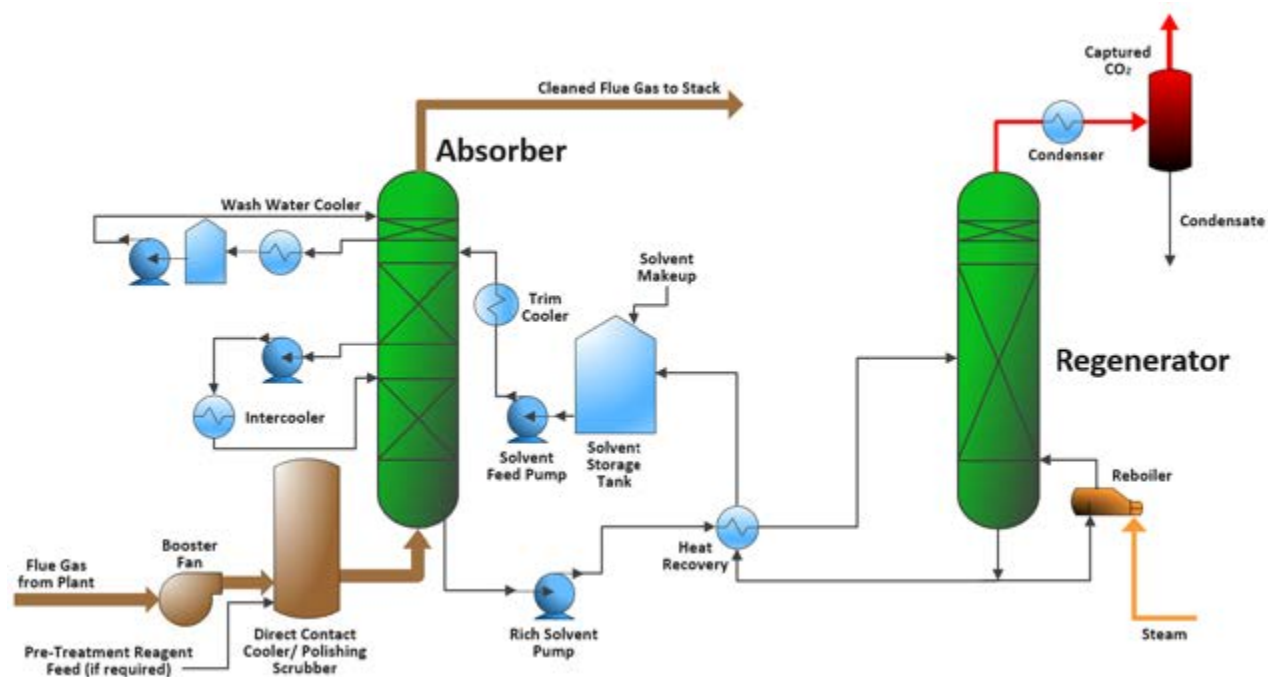 Captured
CO₂
Cleaned Flue Gas to Stack
Absorber
Condenser
Wash Water Cooler
Condensate
Solvent
Makeup
Trim
Cooler
Regenerator
Intercooler
Solvent
Feed Pump
Solvent
Storage
Tank
Reboiler
Booster
Fan
Heat
Recovery
Flue Gas
from Plant
Rich Solvent
Pump
Steam
Direct Contact
Cooler/ Polishing
Scrubber
Pre-Treatment Reagent
Feed (if required)